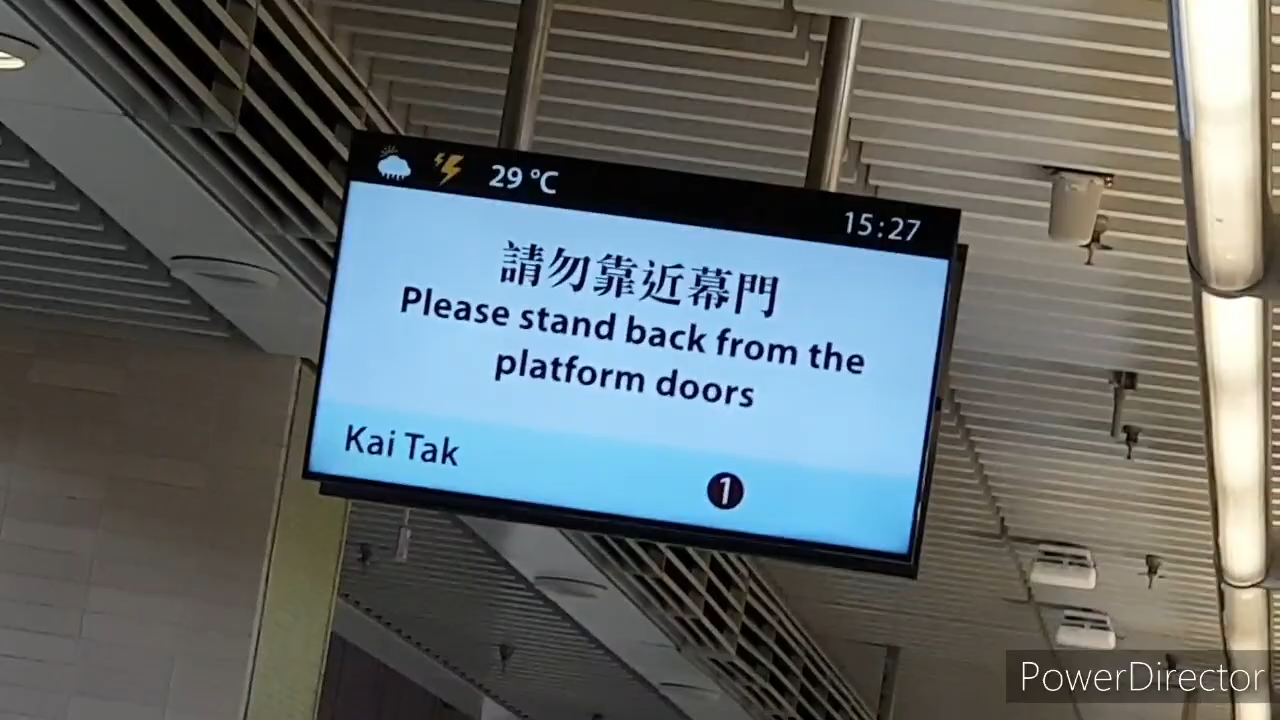 29 °C
15:27
請勿靠近幕門
Please stand back from the
platform doors
Kai Tak
1
PowerDirector